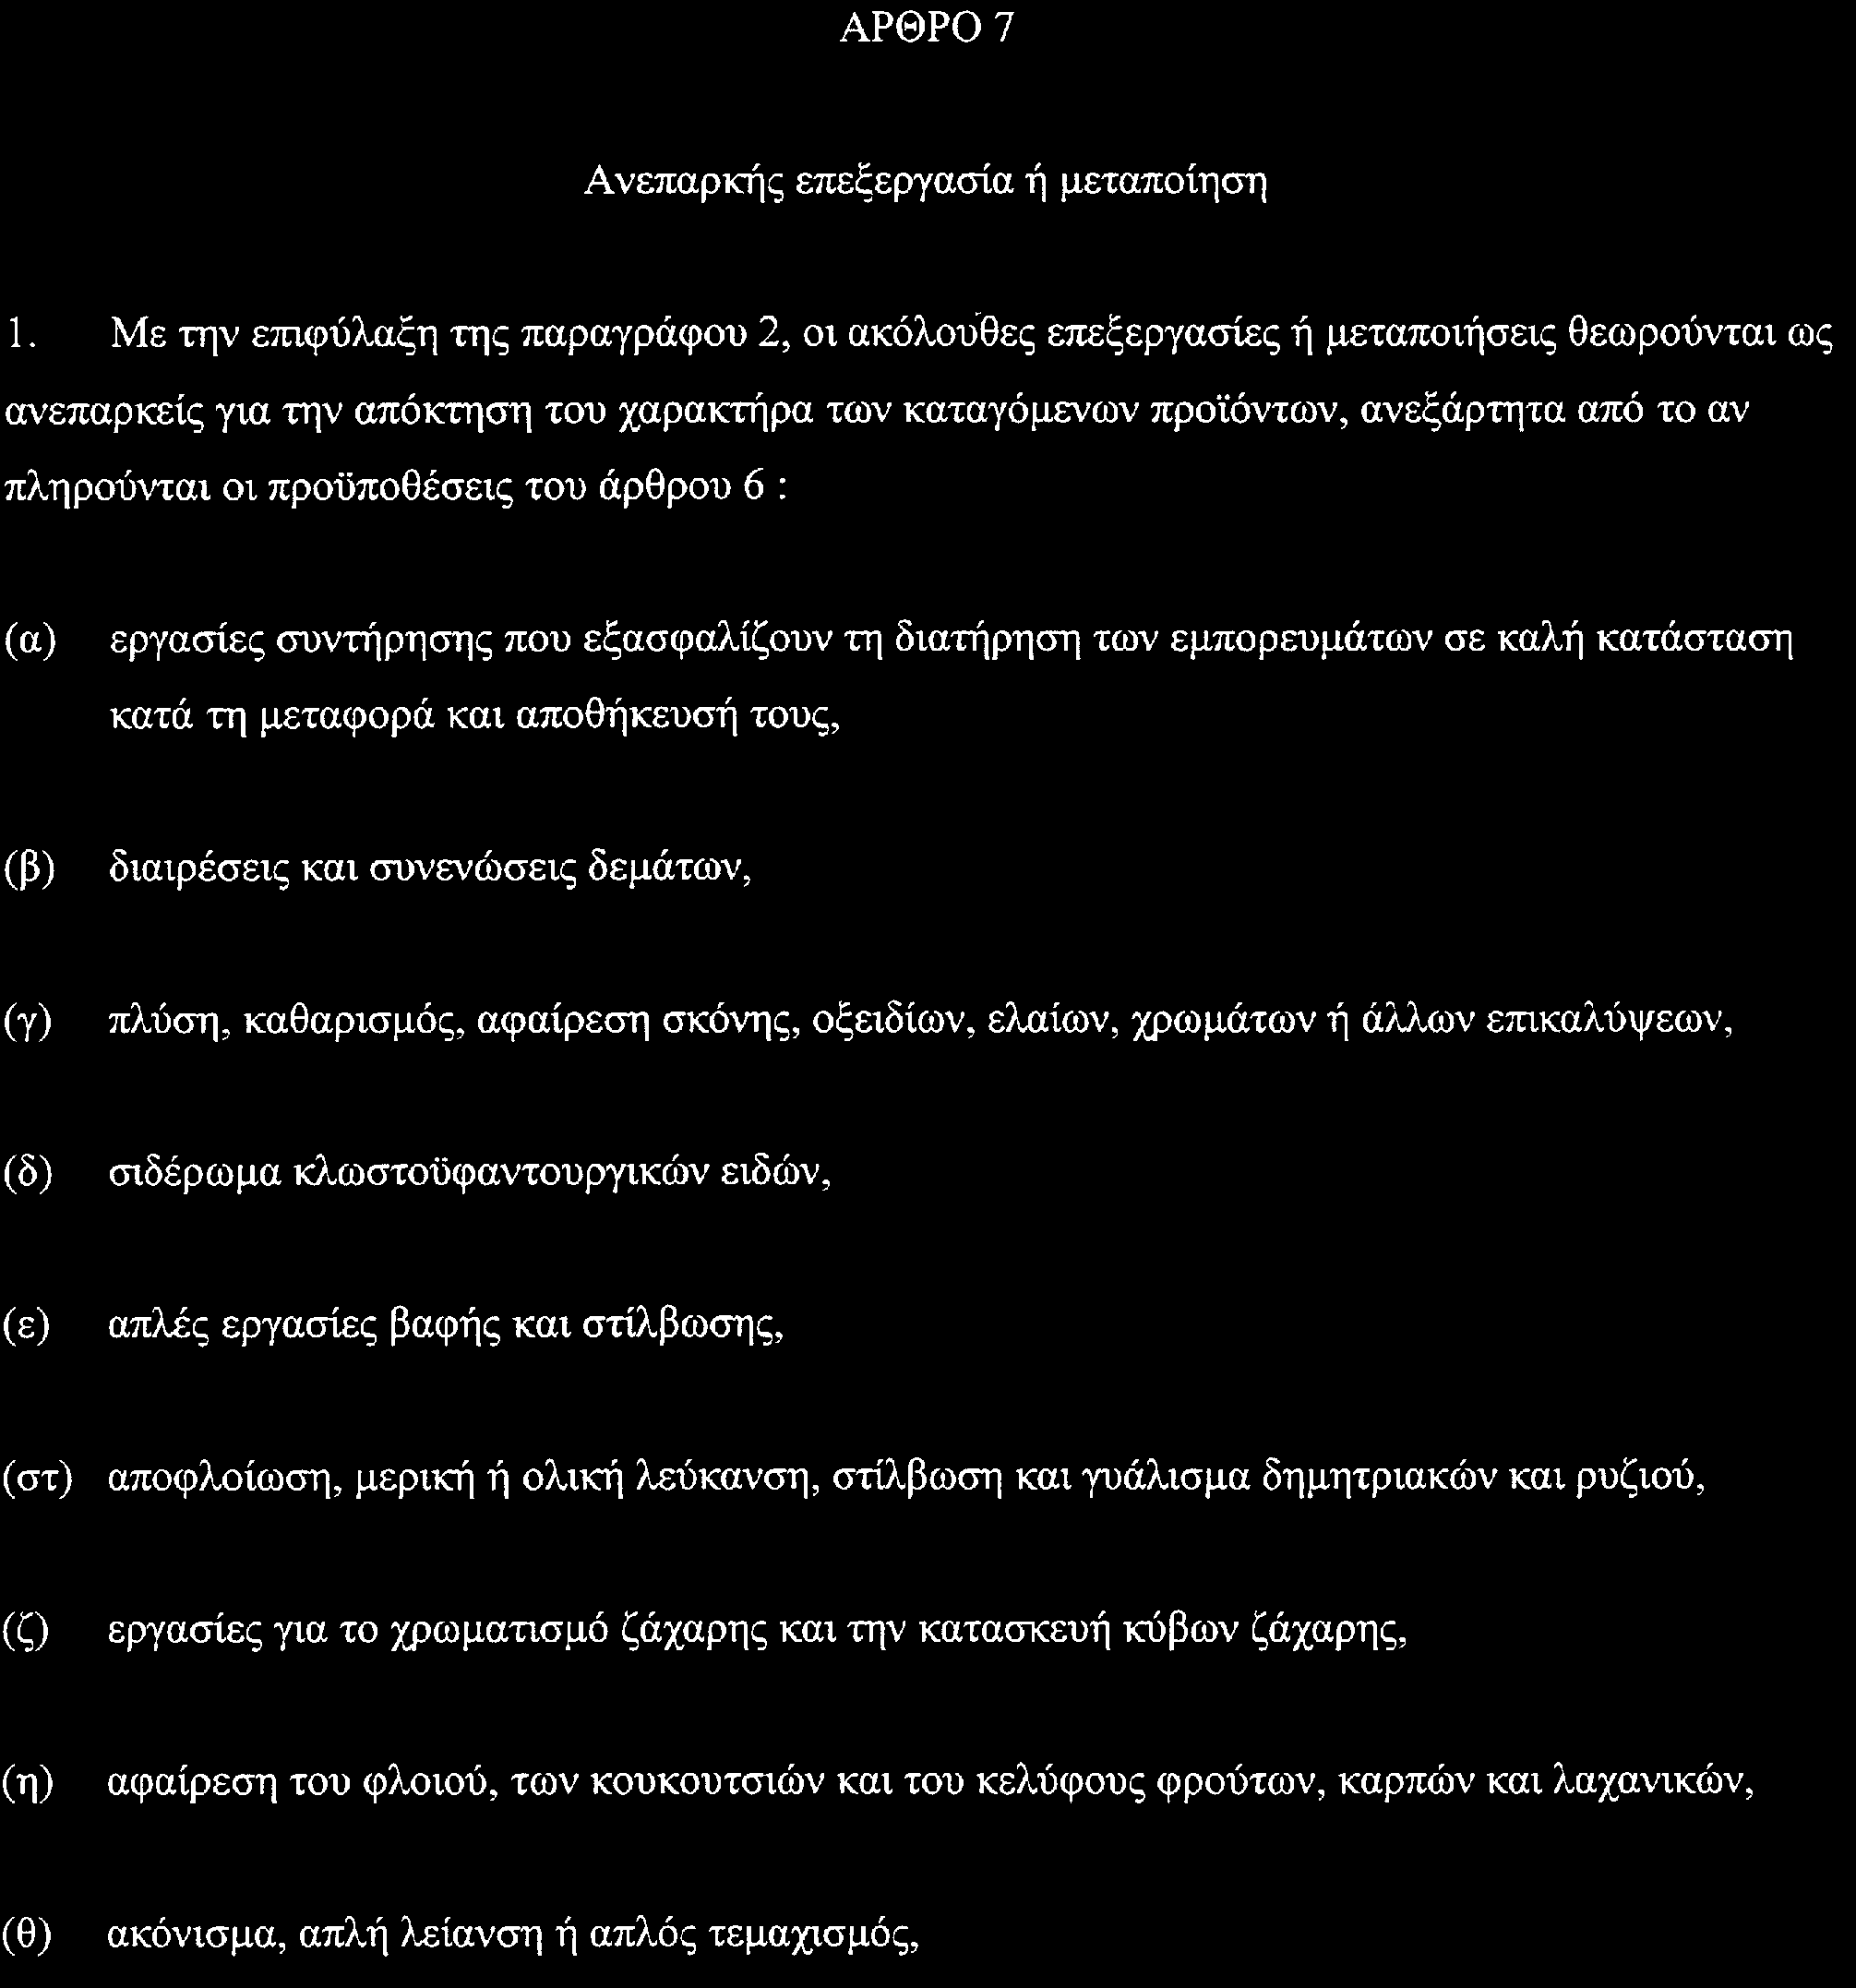 ΑΡΘΡΟ 7
Ανεπαρκής επεξεργασία ή μεταποίηση
1. Με την επιφύλαξη της παραγράφου 2, οι ακόλουθες επεξεργασίες ή μεταποιήσεις θεωρούνται ως
ανεπαρκείς για την απόκτηση του χαρακτήρα των καταγόμενων προϊόντων, ανεξάρτητα από το αν
πληρούνται οι προϋποθέσεις του άρθρου 6 :
(α) εργασίες συντήρησης που εξασφαλίζουν τη διατήρηση των εμπορευμάτων σε καλή κατάσταση
κατά τη μεταφορά και αποθήκευσή τους,
(β) διαιρέσεις και συνενώσεις δεμάτων,
(γ) πλύση, καθαρισμός, αφαίρεση σκόνης, οξειδίων, ελαίων, χρωμάτων ή άλλων επικαλύψεων,
(δ) σιδέρωμα κλωστοϋφαντουργικών ειδών,
(ε) απλές εργασίες βαφής και στίλβωσης,
(στ) αποφλοίωση, μερική ή ολική λεύκανση, στίλβωση και γυάλισμα δημητριακών και ρυζιού,
(ζ) εργασίες για το χρωματισμό ζάχαρης και την κατασκευή κύβων ζάχαρης,
(η) αφαίρεση του φλοιού, των κουκουτσιών και του κελύφους φρούτων, καρπών και λαχανικών,
(θ) ακόνισμα, απλή λείανση ή απλός τεμαχισμός,